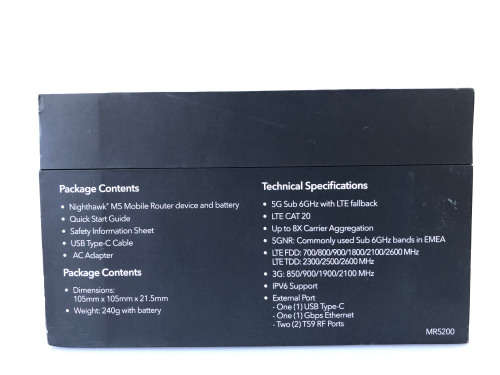 Package Contents
• Nighthawk® M5 Mobile Router device and battery
• Quick Start Guide
• Safety Information Sheet
• USB Type-C Cable
• AC Adapter
Package Contents
• Dimensions:
105mm x 105mm x 21.5mm
• Weight: 240g with battery
Technical Specifications
• 5G Sub 6GHz with LTE fallback
• LTE CAT 20
• Up to 8X Carrier Aggregation
• 5GNR: Commonly used Sub 6GHz bands in EMEA
• LTE FDD: 700/800/900/1800/2100/2600 MHz
LTE TDD: 2300/2500/2600 MHz
• 3G: 850/900/1900/2100 MHz
• IPV6 Support
• External Port
- One (1) USB Type-C
- One (1) Gbps Ethernet
- Two (2) TS9 RF Ports
MR5200